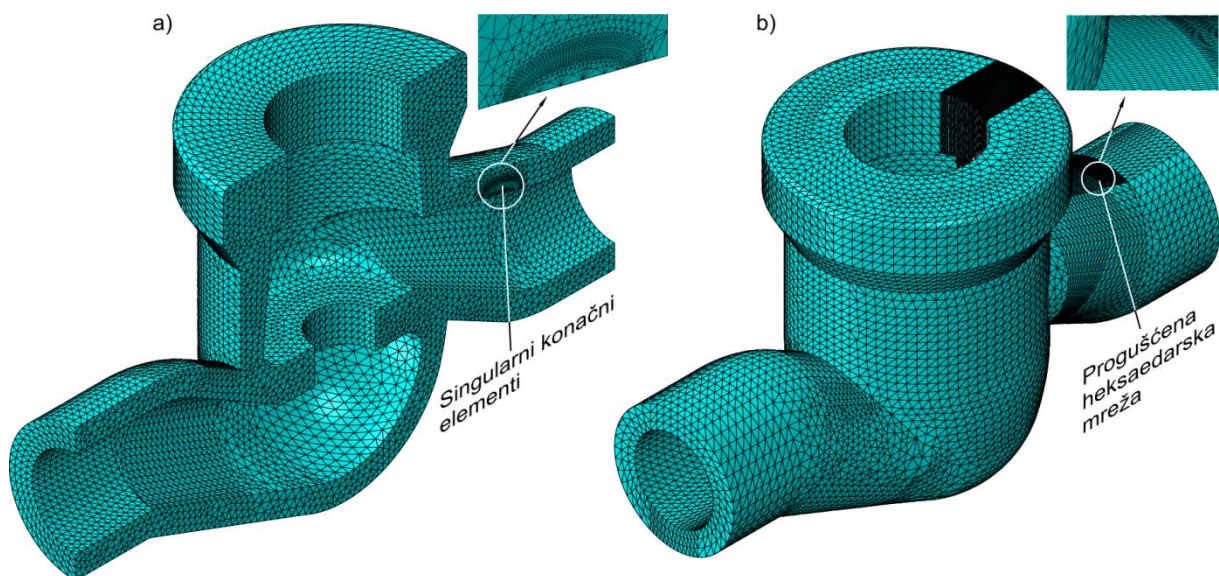 a)
Singularni konačni
elementi
b)
Progušćena
heksaedarska
mreža